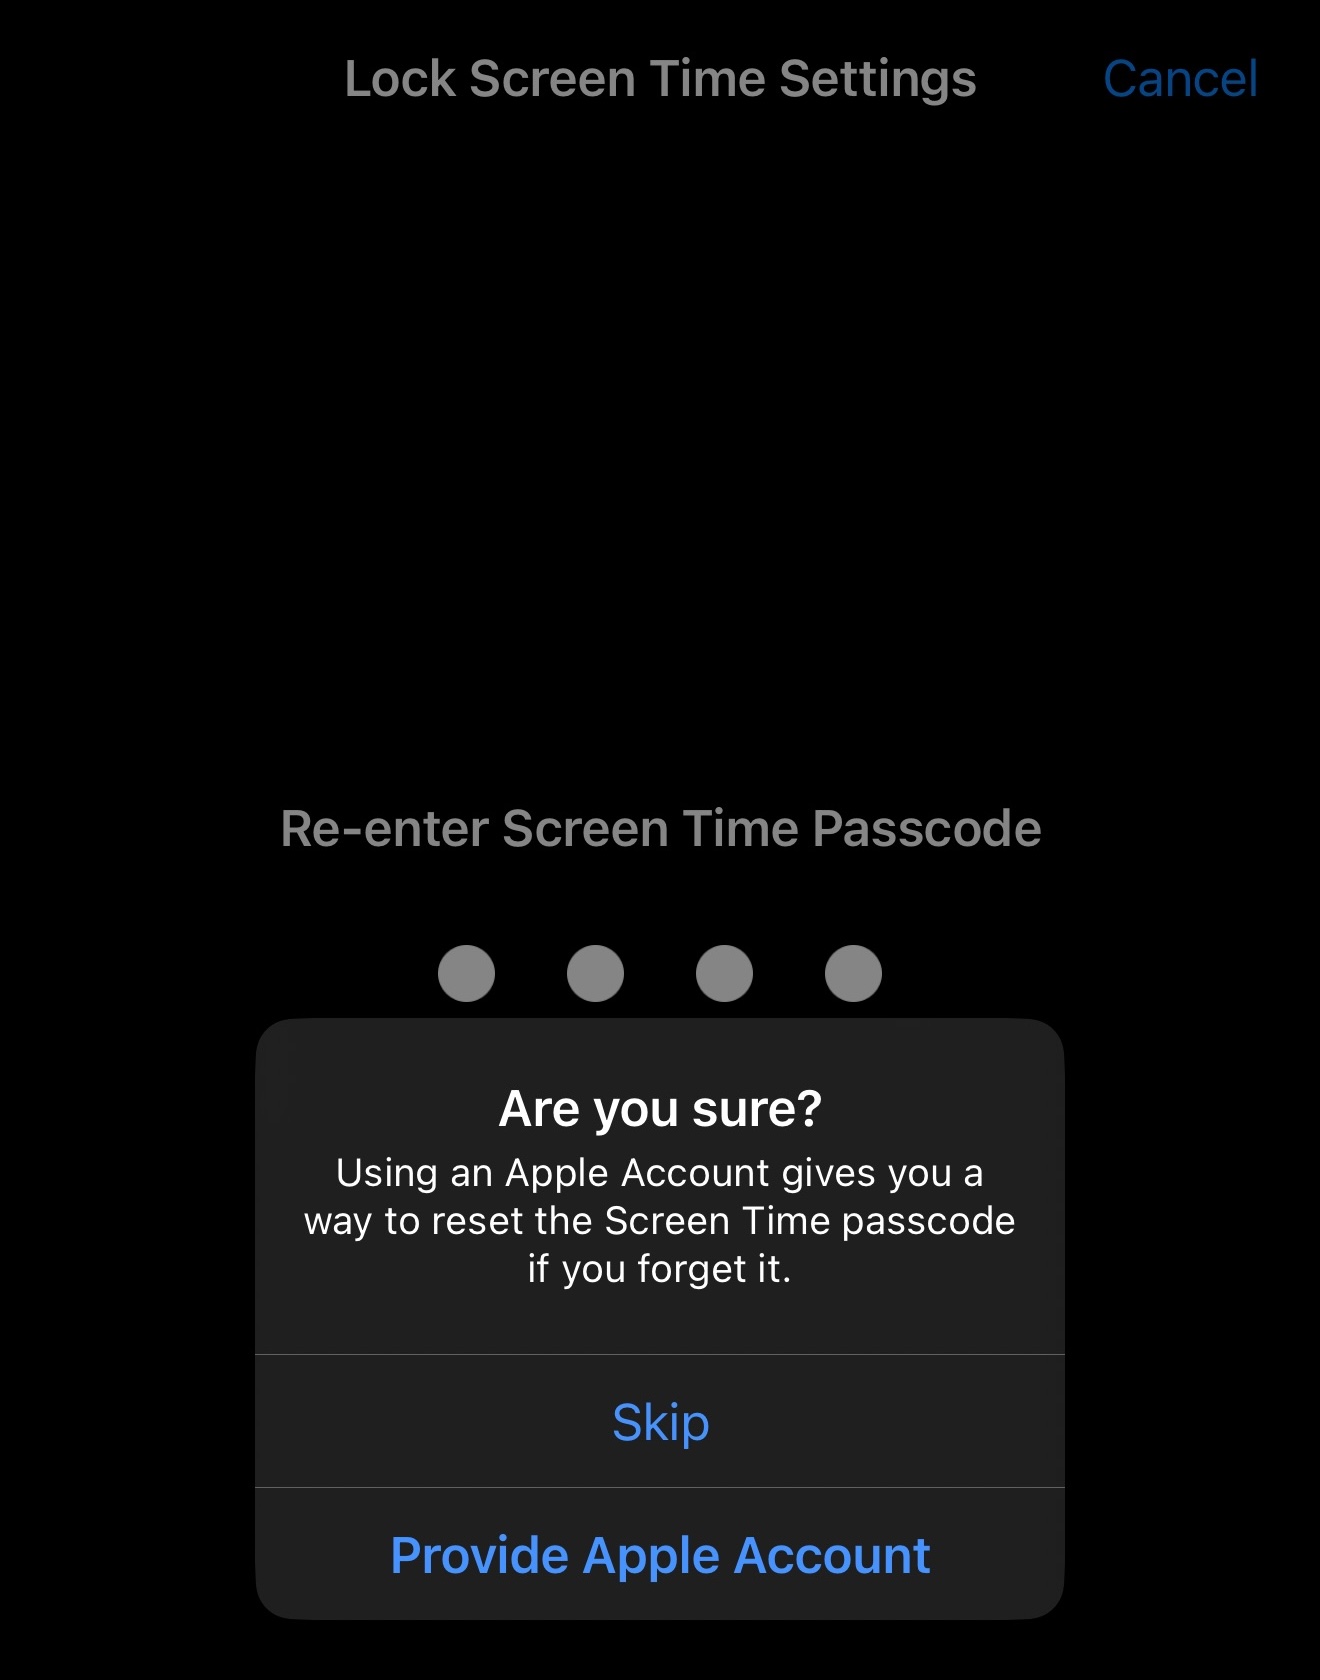 Lock Screen Time Settings
Cancel
Re-enter Screen Time Passcode
Are you sure?
Using an Apple Account gives you a
way to reset the Screen Time passcode
if you forget it.
Skip
Provide Apple Account